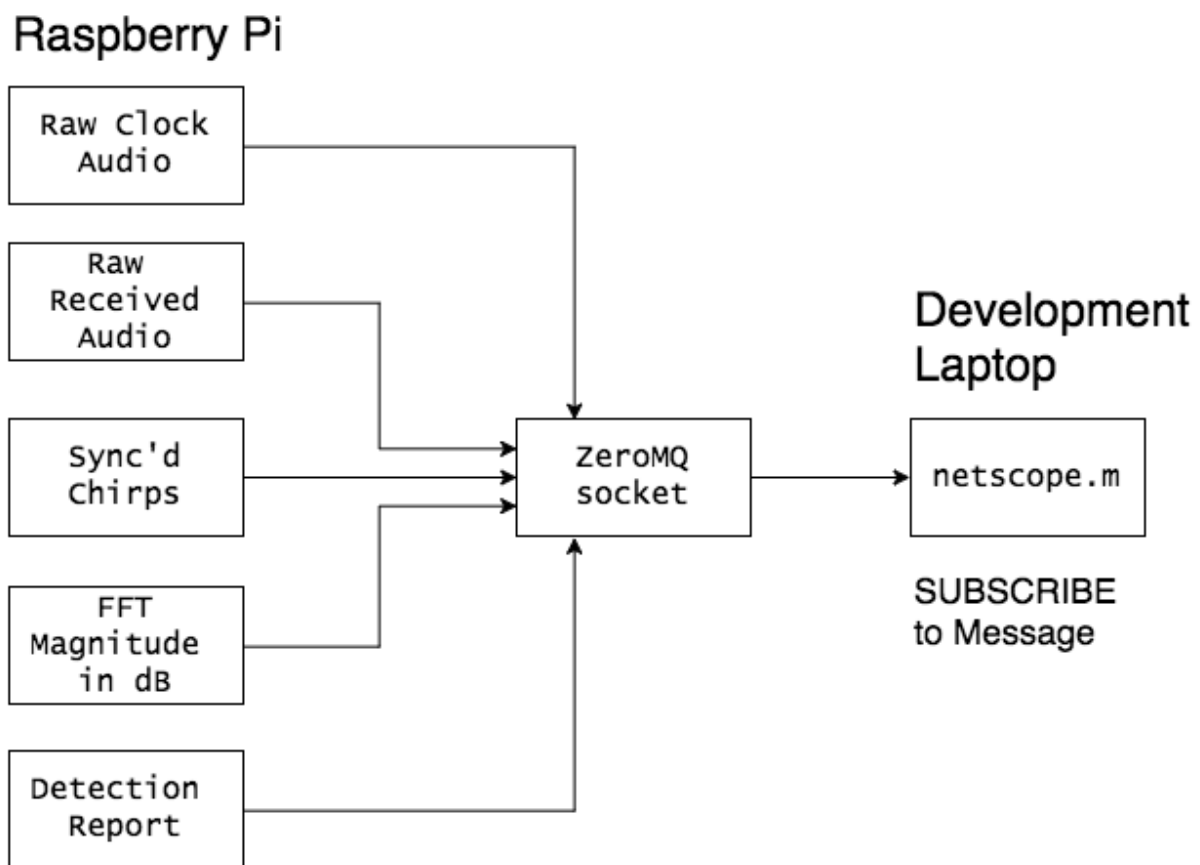 Raspberry Pi
Raw Clock
Audio
Raw
Received
Audio
Sync'd
Chirps
FFT
Magnitude
in dB
Detection
Report
ZeroMQ
socket
Development
Laptop
netscope.m
SUBSCRIBE
to Message